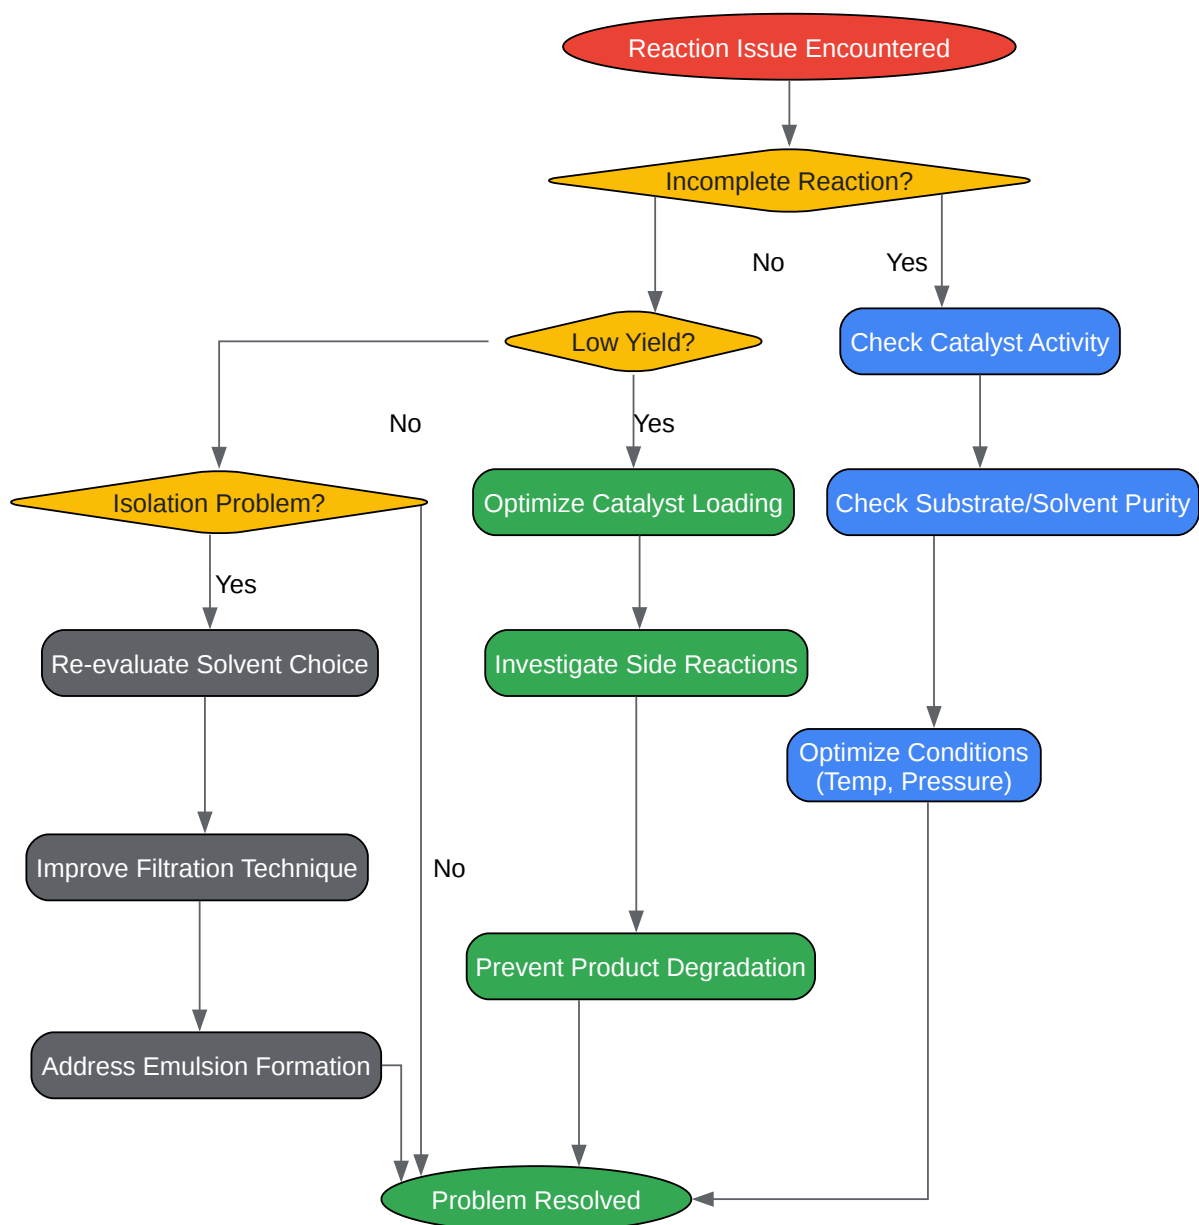 Reaction Issue Encountered
Incomplete Reaction?
No
Yes
Low Yield?
Check Catalyst Activity
No
Yes
Isolation Problem?
Optimize Catalyst Loading
Check Substrate/Solvent Purity
Yes
Re-evaluate Solvent Choice
Investigate Side Reactions
Optimize Conditions
(Temp, Pressure)
Improve Filtration Technique
No
Prevent Product Degradation
Address Emulsion Formation
Problem Resolved